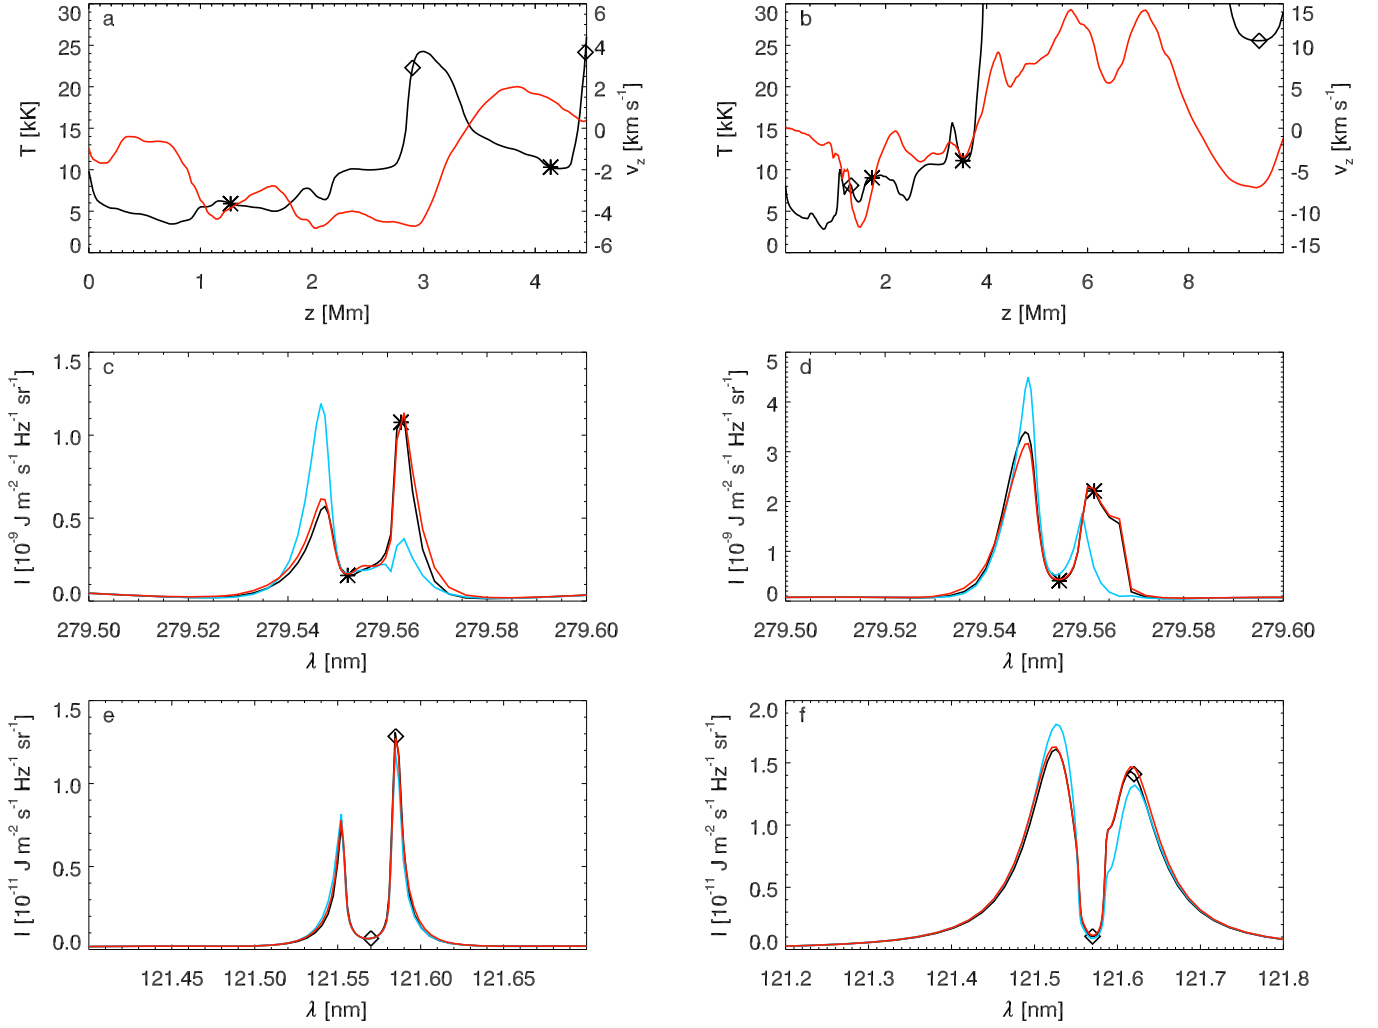 a
30
25
20
15
10
5
0
T [kK]
6
4
2
0
-2
-4
-6
v_z [km s⁻¹]
0 1 2 3 4
z [Mm]
b
30
25
20
15
10
5
0
T [kK]
15
10
5
0
-5
-10
-15
v_z [km s⁻¹]
2 4 6 8
z [Mm]
c
1.5
1.0
0.5
0.0
I [10⁻⁹ J m⁻² s⁻¹ Hz⁻¹ sr⁻¹]
279.50 279.52 279.54 279.56 279.58 279.60
λ [nm]
d
5
4
3
2
1
0
I [10⁻⁹ J m⁻² s⁻¹ Hz⁻¹ sr⁻¹]
279.50 279.52 279.54 279.56 279.58 279.60
λ [nm]
e
1.5
1.0
0.5
0.0
I [10⁻¹¹ J m⁻² s⁻¹ Hz⁻¹ sr⁻¹]
121.45 121.50 121.55 121.60 121.65
λ [nm]
f
2.0
1.5
1.0
0.5
0.0
I [10⁻¹¹ J m⁻² s⁻¹ Hz⁻¹ sr⁻¹]
121.2 121.3 121.4 121.5 121.6 121.7 121.8
λ [nm]